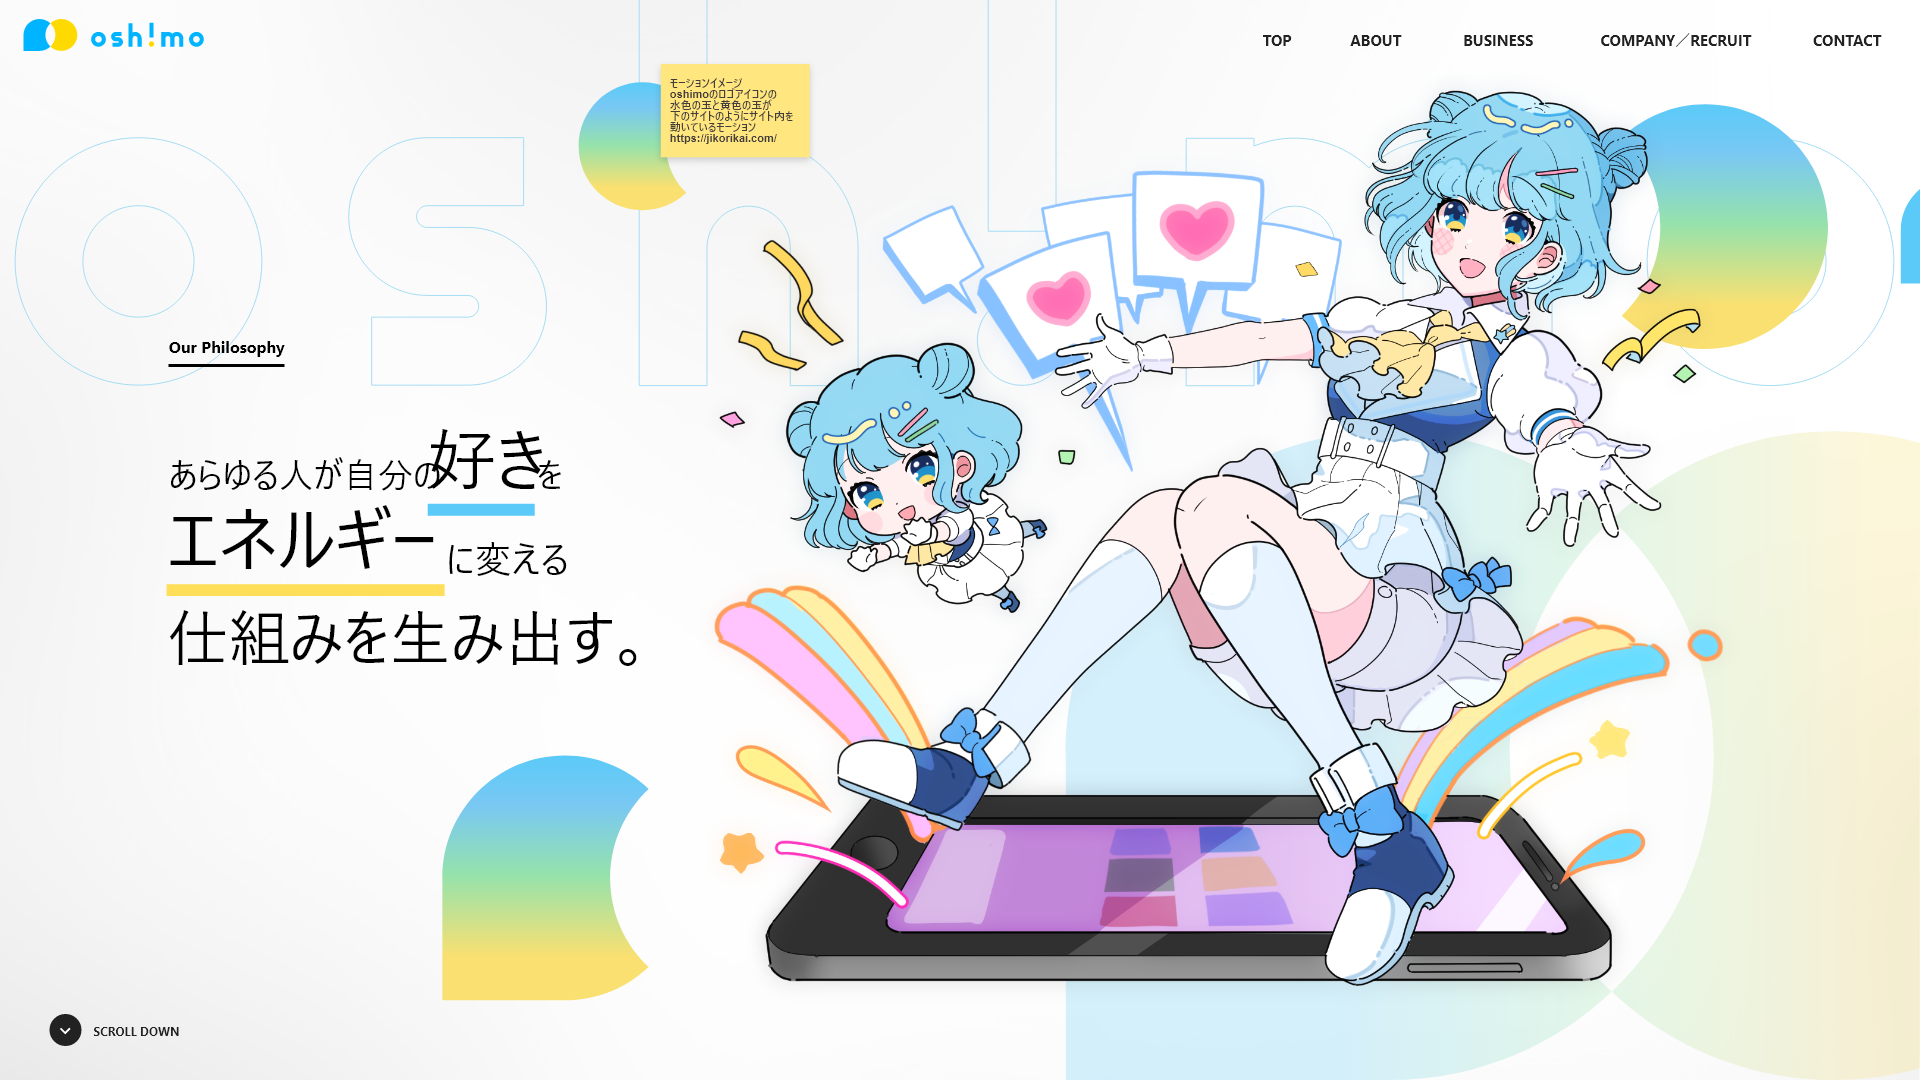 osh!mo
TOP
ABOUT
BUSINESS
COMPANY／RECRUIT
CONTACT
モーションイメージ
oshimoのロゴアイコンの
水色の玉と黄色の玉が
下のサイトのようにサイト内を
動いているモーション
https://jikorikai.com/
Our Philosophy
あらゆる人が自分の好きを
エネルギーに変える
仕組みを生み出す。
SCROLL DOWN